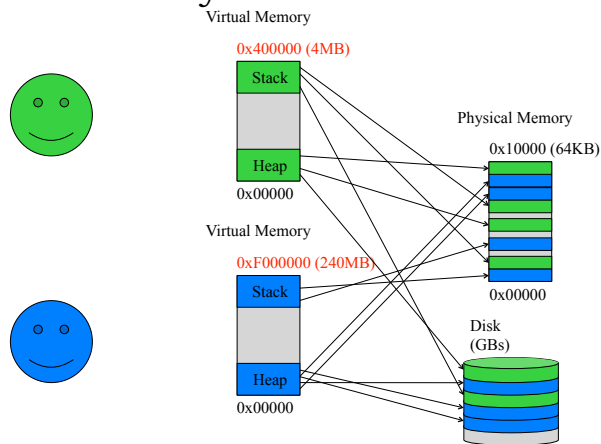 Virtual Memory
0x400000 (4MB)
Stack
Heap
0x00000
Virtual Memory
0xF000000 (240MB)
Stack
Heap
0x00000
Physical Memory
0x10000 (64KB)
0x00000
Disk
(GBs)